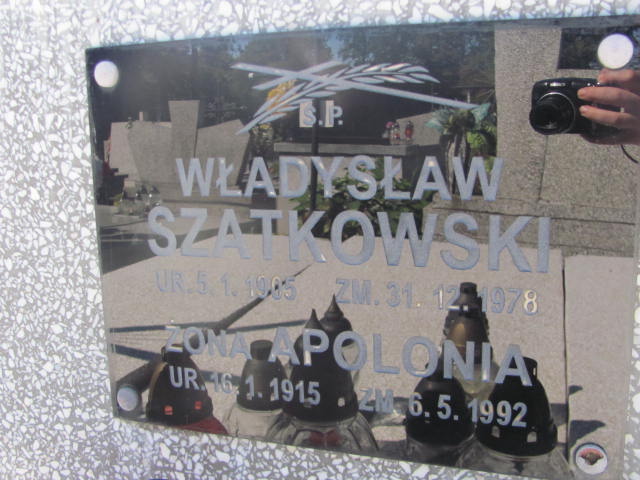 Ś.P.
WŁADYSŁAW
SZATKOWSKI
UR. 5. 1. 1905 ZM. 31. 12. 1978
ŻONA APOLONIA
UR. 16. 1. 1915 ZM. 6. 5. 1992